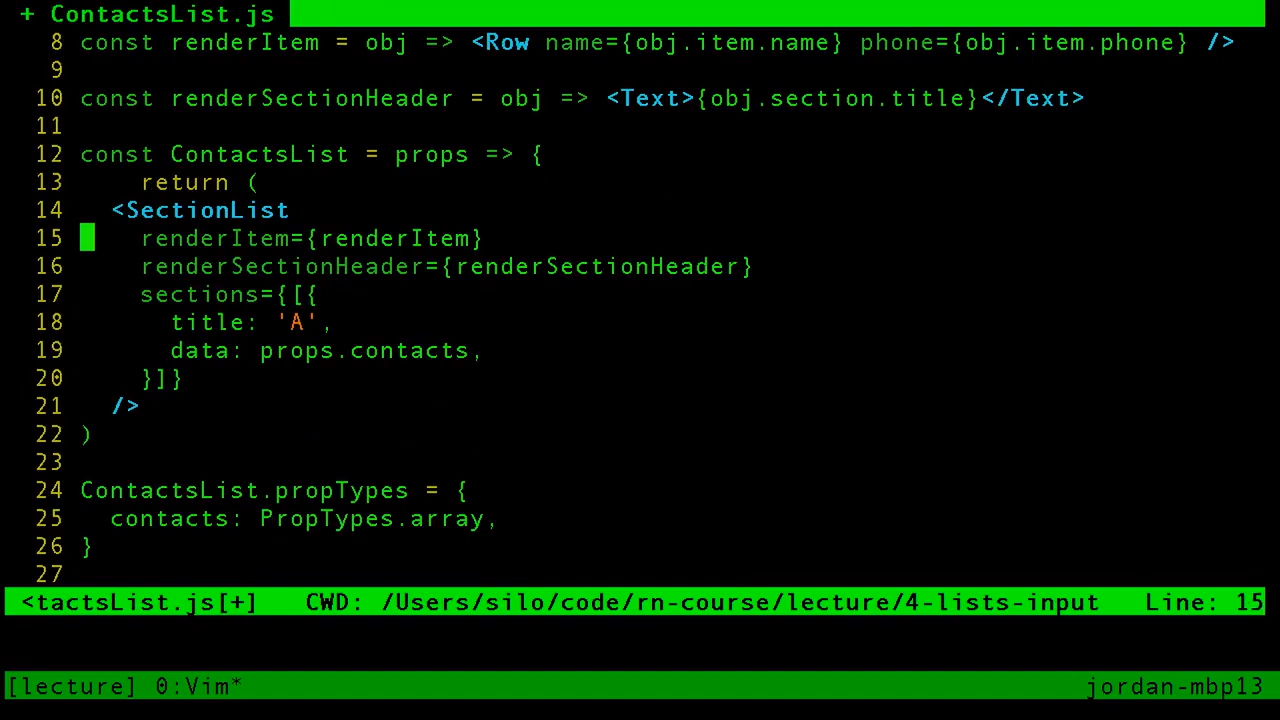 + ContactsList.js
8 const renderItem = obj => <Row name={obj.item.name} phone={obj.item.phone} />
9
10 const renderSectionHeader = obj => <Text>{obj.section.title}</Text>
11
12 const ContactsList = props => {
13     return (
14   <SectionList
15     renderItem={renderItem}
16     renderSectionHeader={renderSectionHeader}
17     sections={[{
18       title: 'A',
19       data: props.contacts,
20     }]}
21   />
22 )
23
24 ContactsList.propTypes = {
25   contacts: PropTypes.array,
26 }
27
<tactsList.js[+]   CWD: /Users/silo/code/rn-course/lecture/4-lists-input   Line: 15
[lecture] 0:Vim*   jordan-mbp13